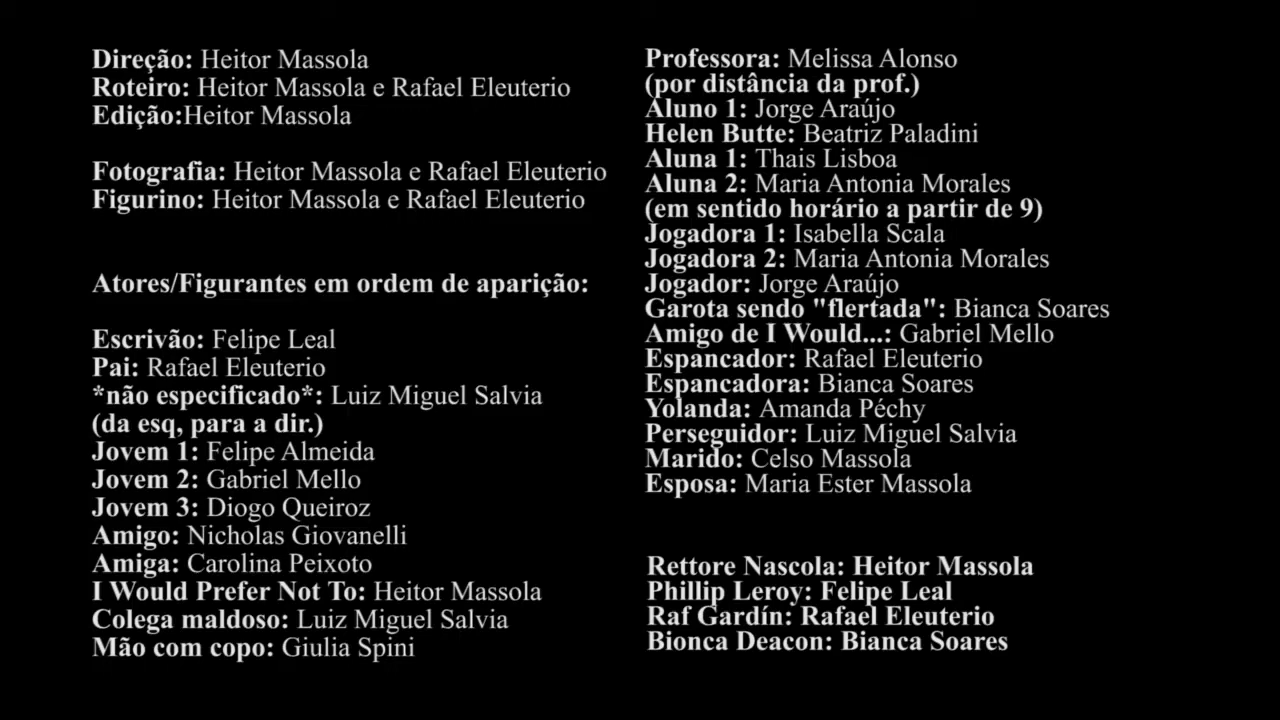 Direção: Heitor Massola
Roteiro: Heitor Massola e Rafael Eleuterio
Edição:Heitor Massola
Fotografia: Heitor Massola e Rafael Eleuterio
Figurino: Heitor Massola e Rafael Eleuterio
Atores/Figurantes em ordem de aparição:
Escrivão: Felipe Leal
Pai: Rafael Eleuterio
*não especificado*: Luiz Miguel Salvia
(da esq, para a dir.)
Jovem 1: Felipe Almeida
Jovem 2: Gabriel Mello
Jovem 3: Diogo Queiroz
Amigo: Nicholas Giovanelli
Amiga: Carolina Peixoto
I Would Prefer Not To: Heitor Massola
Colega maldoso: Luiz Miguel Salvia
Mão com copo: Giulia Spini
Professora: Melissa Alonso
(por distância da prof.)
Aluno 1: Jorge Araújo
Helen Butte: Beatriz Paladini
Aluna 1: Thais Lisboa
Aluna 2: Maria Antonia Morales
(em sentido horário a partir de 9)
Jogadora 1: Isabella Scala
Jogadora 2: Maria Antonia Morales
Jogador: Jorge Araújo
Garota sendo "flertada": Bianca Soares
Amigo de I Would...: Gabriel Mello
Espancador: Rafael Eleuterio
Espancadora: Bianca Soares
Yolanda: Amanda Péchy
Perseguidor: Luiz Miguel Salvia
Marido: Celso Massola
Esposa: Maria Ester Massola
Rettore Nascola: Heitor Massola
Phillip Leroy: Felipe Leal
Raf Gardín: Rafael Eleuterio
Bionca Deacon: Bianca Soares